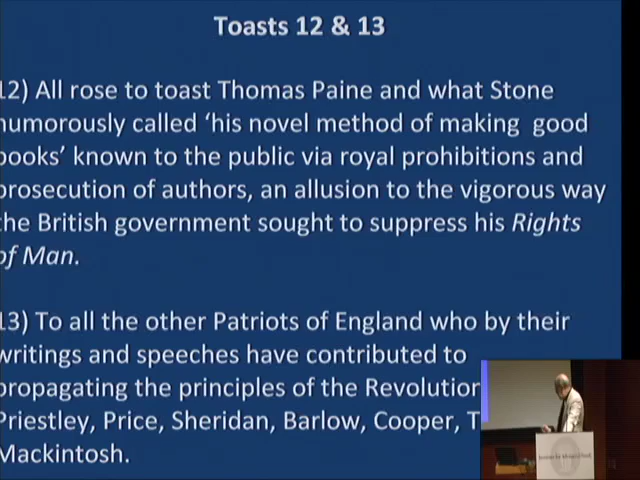 Toasts 12 & 13
12) All rose to toast Thomas Paine and what Stone
humorously called ‘his novel method of making good
books’ known to the public via royal prohibitions and
prosecution of authors, an allusion to the vigorous way
the British government sought to suppress his Rights
of Man.
13) To all the other Patriots of England who by their
writings and speeches have contributed to
propagating the principles of the Revolution
Priestley, Price, Sheridan, Barlow, Cooper, T
Mackintosh.